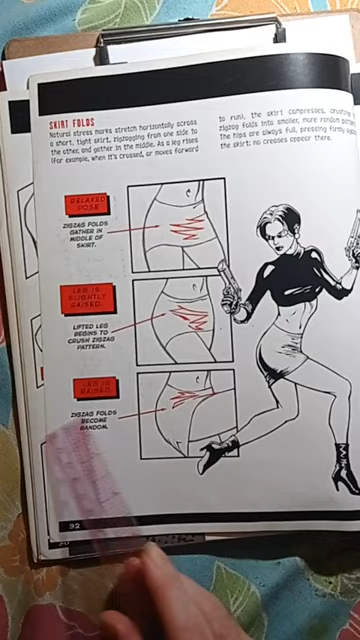 SKIRT FOLDS
Natural stress marks stretch horizontally across
a short, tight skirt, zigzagging from one side to
the other, and gather in the middle. As a leg rises
(for example, when it's crossed, or moves forward
to run), the skirt compresses, crushing
zigzag folds into smaller, more random
the hips are always full, pressing firmly
the skirt; no creases appear there.
RELAXED
POSE
ZIGZAG FOLDS
GATHER IN
MIDDLE OF
SKIRT.
LEG IS
SLIGHTLY
RAISED.
LIFTED LEG
BEGINS TO
CRUSH ZIGZAG
PATTERN.
LEG IS
RAISED.
ZIGZAG FOLDS
BECOME
RANDOM.
92